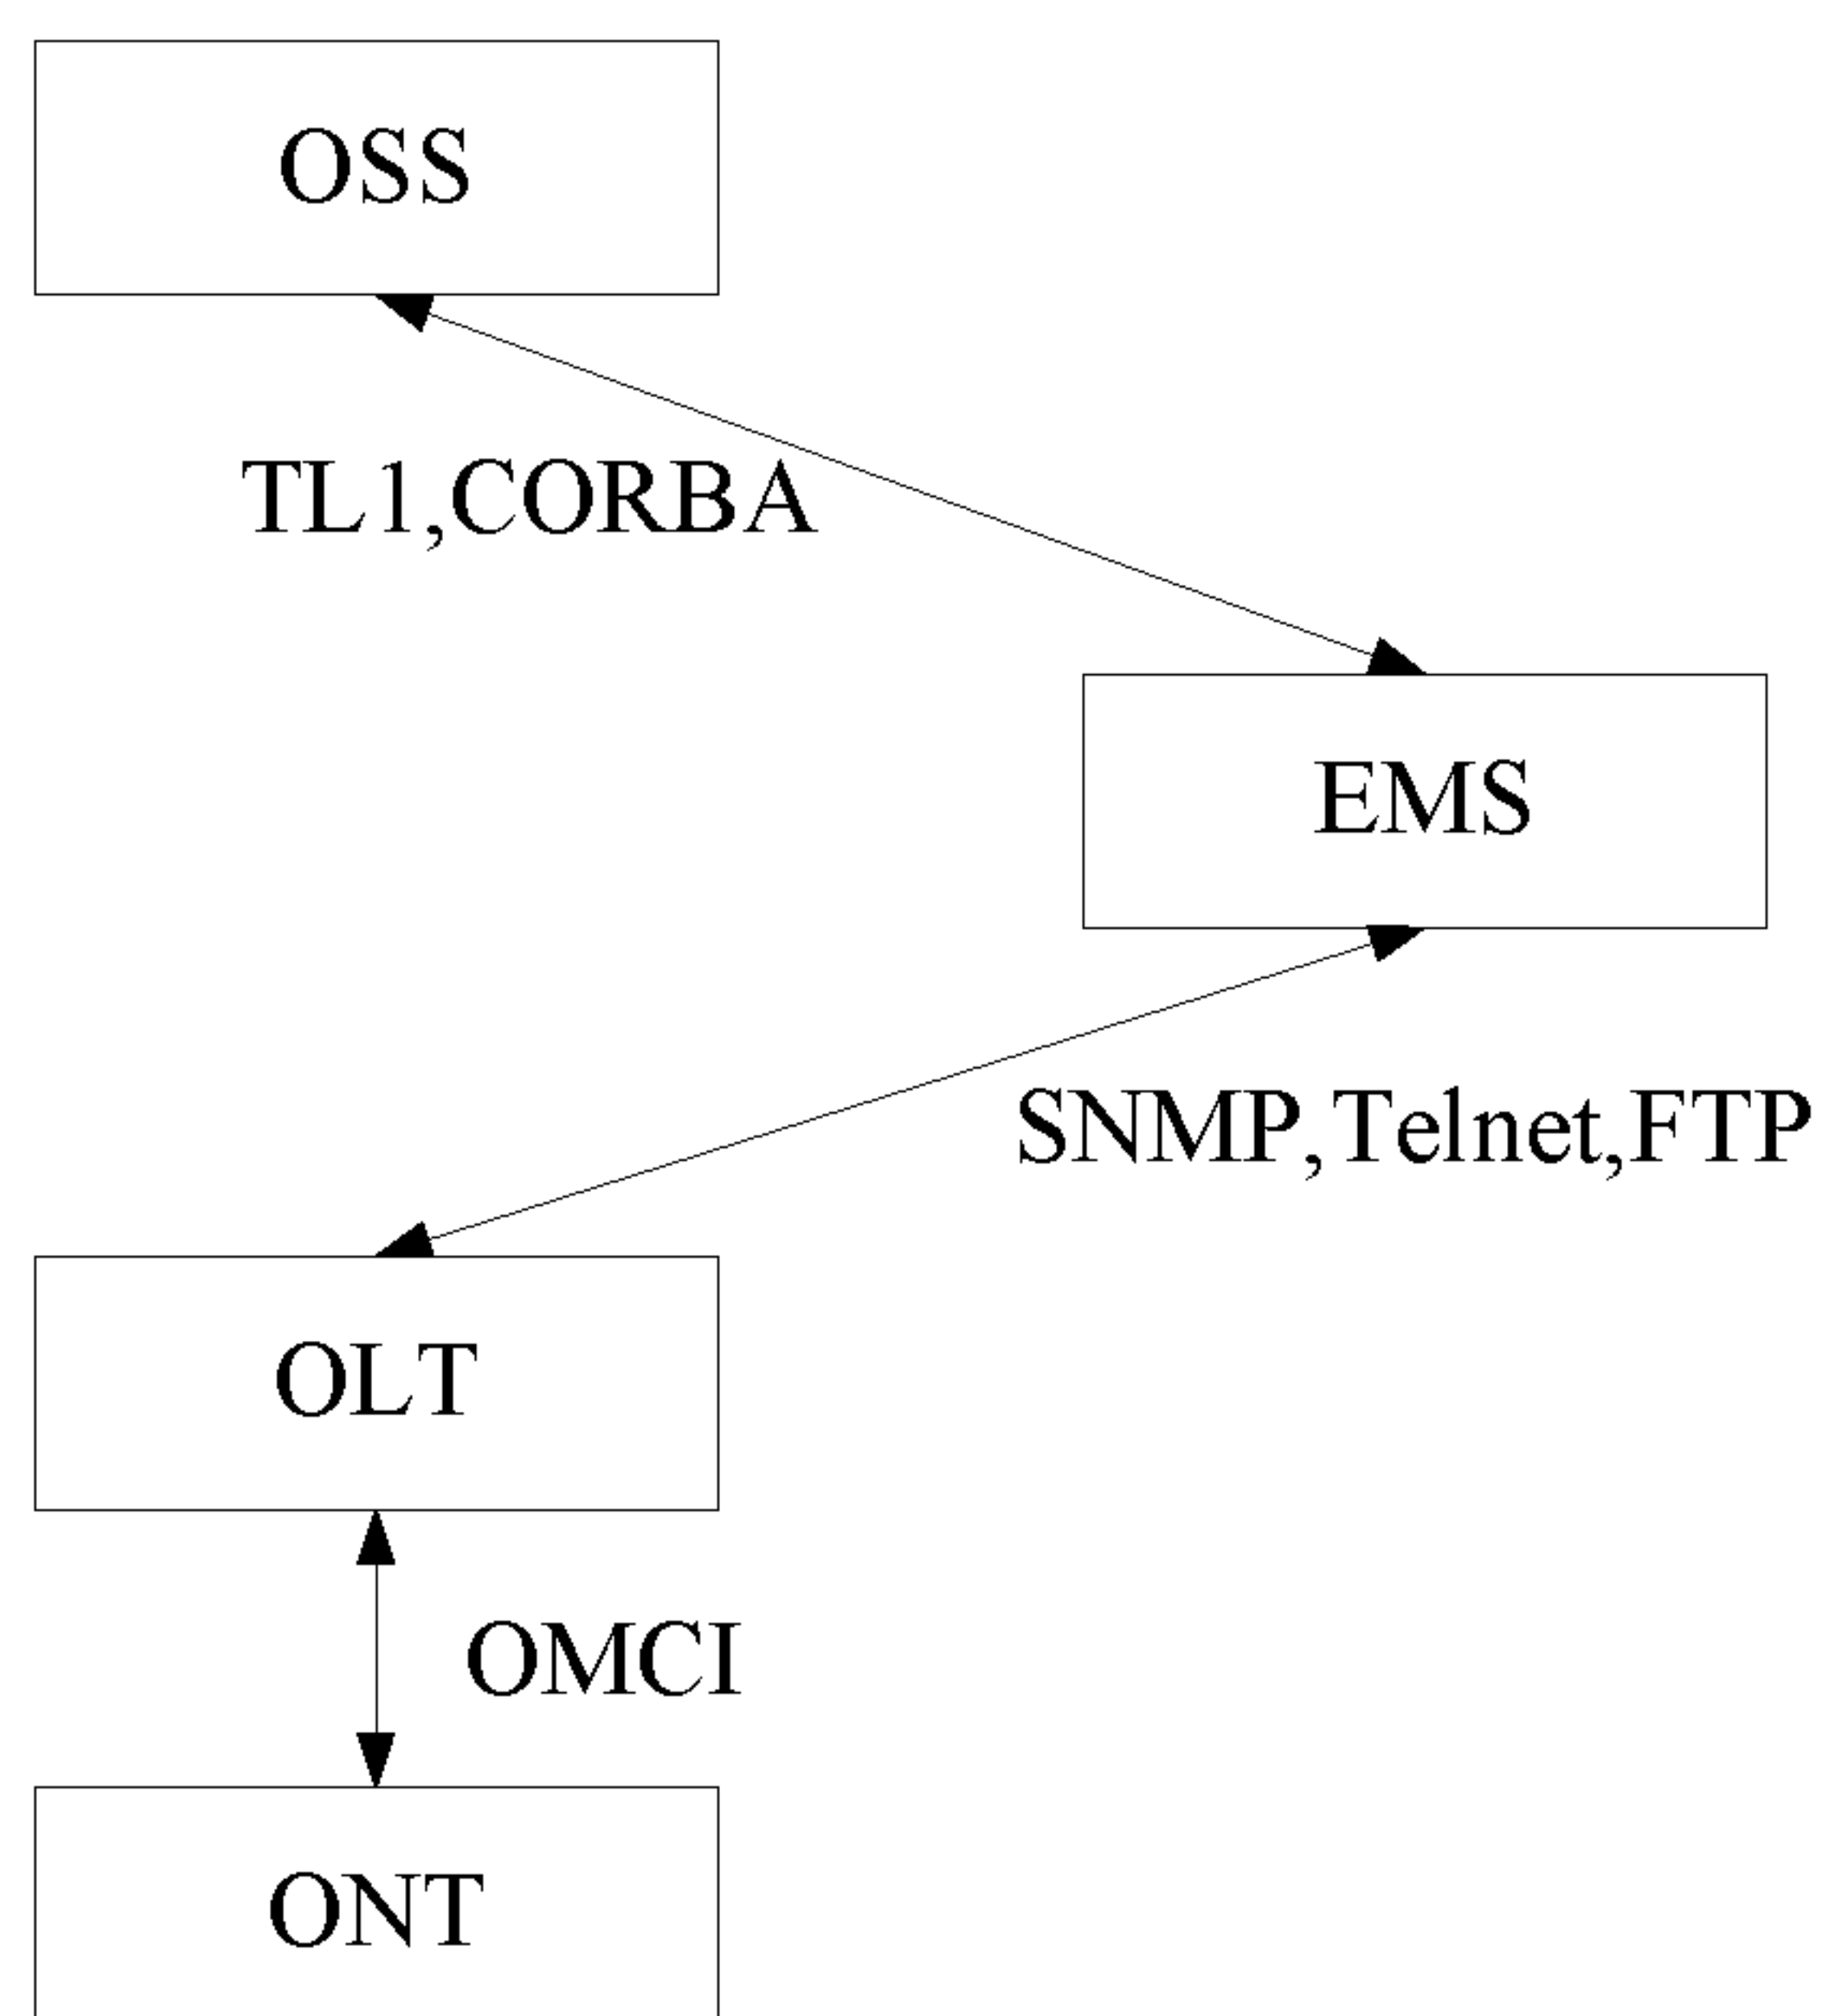 OSS
TL1,CORBA
EMS
SNMP,Telnet,FTP
OLT
OMCI
ONT